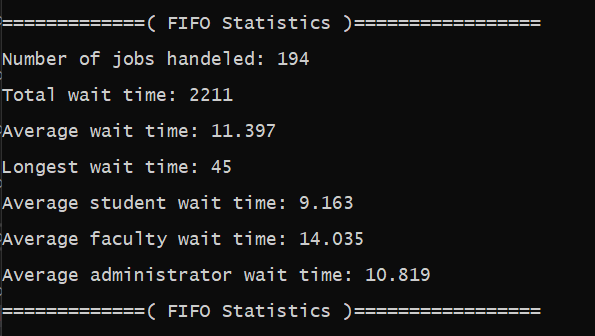 =============( FIFO Statistics )=================
Number of jobs handeled: 194
Total wait time: 2211
Average wait time: 11.397
Longest wait time: 45
Average student wait time: 9.163
Average faculty wait time: 14.035
Average administrator wait time: 10.819
=============( FIFO Statistics )=================